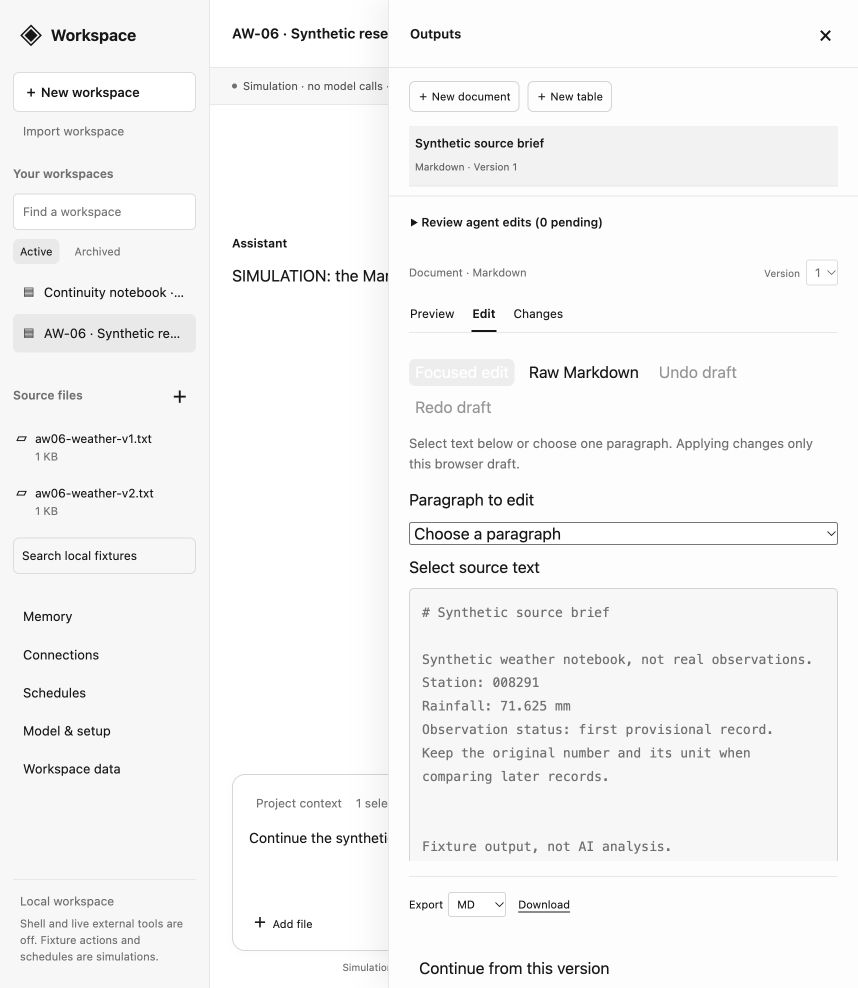 Workspace
+ New workspace
Import workspace
Your workspaces
Find a workspace
Active Archived
Continuity notebook ·...
AW-06 · Synthetic re...
Source files +
aw06-weather-v1.txt
1 KB
aw06-weather-v2.txt
1 KB
Search local fixtures
Memory
Connections
Schedules
Model & setup
Workspace data
Local workspace
Shell and live external tools are
off. Fixture actions and
schedules are simulations.
AW-06 · Synthetic rese
Simulation · no model calls ·
Assistant
SIMULATION: the Mar
Project context 1 sele
Continue the syntheti
+ Add file
Simulation
Outputs
+ New document + New table
Synthetic source brief
Markdown · Version 1
Review agent edits (0 pending)
Document · Markdown Version 1
Preview Edit Changes
Focused edit Raw Markdown Undo draft
Redo draft
Select text below or choose one paragraph. Applying changes only
this browser draft.
Paragraph to edit
Choose a paragraph
Select source text
# Synthetic source brief
Synthetic weather notebook, not real observations.
Station: 008291
Rainfall: 71.625 mm
Observation status: first provisional record.
Keep the original number and its unit when
comparing later records.
Fixture output, not AI analysis.
Export MD Download
Continue from this version